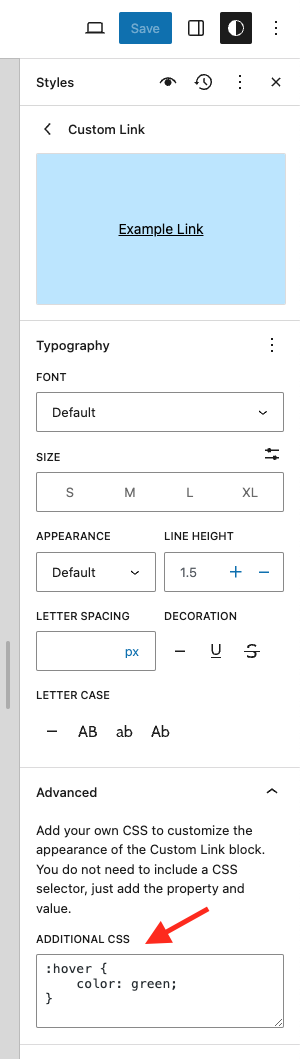 Save
Styles
Custom Link
Example Link
Typography
FONT
Default
SIZE
S M L XL
APPEARANCE LINE HEIGHT
Default 1.5
LETTER SPACING DECORATION
px U S
LETTER CASE
AB ab Ab
Advanced
Add your own CSS to customize the
appearance of the Custom Link block.
You do not need to include a CSS
selector, just add the property and
value.
ADDITIONAL CSS
:hover {
    color: green;
}